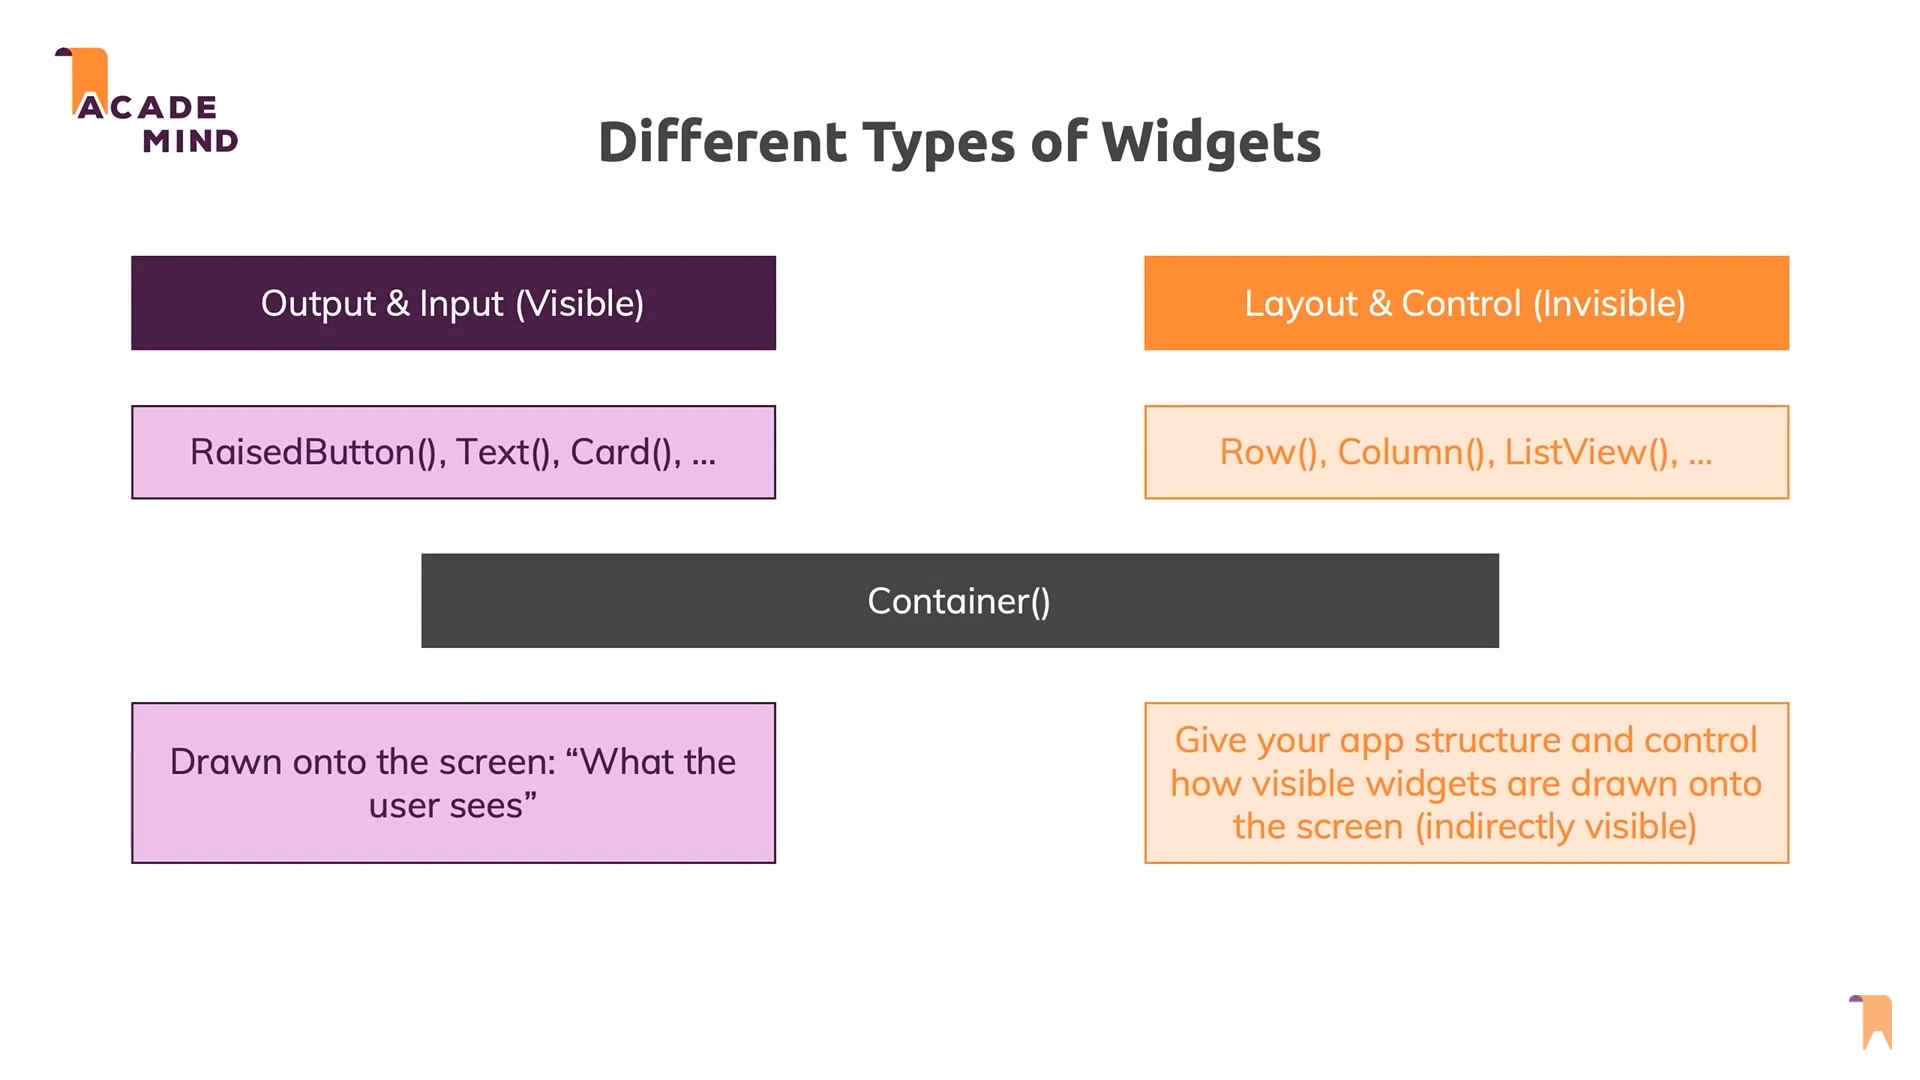 ACADE
MIND
Different Types of Widgets
Output & Input (Visible)
Layout & Control (Invisible)
RaisedButton(), Text(), Card(), ...
Row(), Column(), ListView(), ...
Container()
Drawn onto the screen: “What the
user sees”
Give your app structure and control
how visible widgets are drawn onto
the screen (indirectly visible)